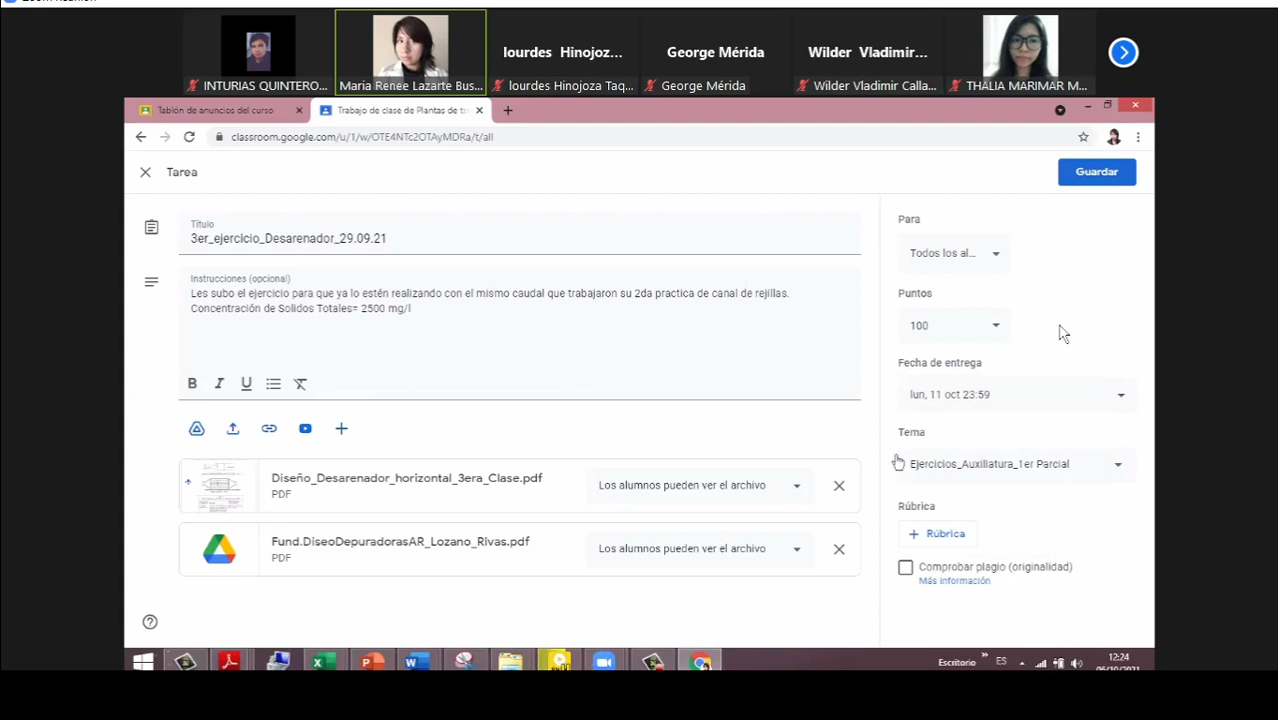 Zoom Reunión
lourdes Hinojoz...
George Mérida
Wilder Vladimir...
INTURIAS QUINTERO...
Maria Renee Lazarte Bus...
lourdes Hinojoza Taq...
George Mérida
Wilder Vladimir Calla...
THALIA MARIMAR M...
Tablón de anuncios del curso
Trabajo de clase de Plantas de tr
classroom.google.com/u/1/w/OTE4NTc2OTAyMDRa/t/all
Tarea
Guardar
Título
3er_ejercicio_Desarenador_29.09.21
Instrucciones (opcional)
Les subo el ejercicio para que ya lo estén realizando con el mismo caudal que trabajaron su 2da practica de canal de rejillas.
Concentración de Solidos Totales= 2500 mg/l
B I U
Diseño_Desarenador_horizontal_3era_Clase.pdf
PDF
Los alumnos pueden ver el archivo
Fund.DiseoDepuradorasAR_Lozano_Rivas.pdf
PDF
Los alumnos pueden ver el archivo
Para
Todos los al...
Puntos
100
Fecha de entrega
lun, 11 oct 23:59
Tema
Ejercicios_Auxiliatura_1er Parcial
Rúbrica
+ Rúbrica
Comprobar plagio (originalidad)
Más información
Escritorio
ES
12:24